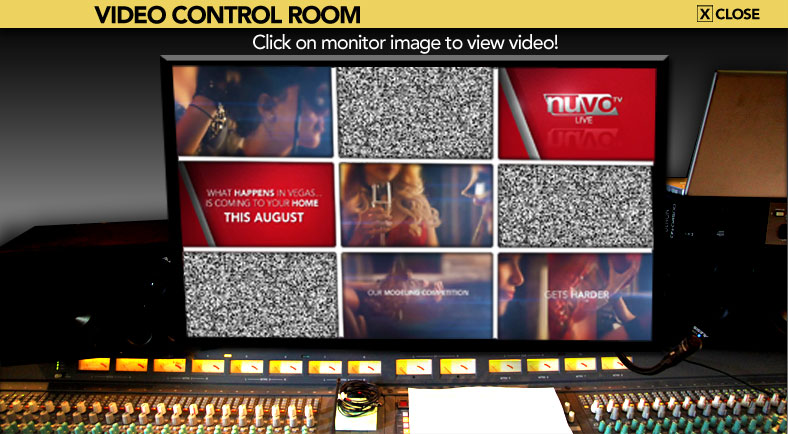 VIDEO CONTROL ROOM
X CLOSE
Click on monitor image to view video!
nuvo TV
LIVE
WHAT HAPPENS IN VEGAS...
IS COMING TO YOUR HOME
THIS AUGUST
OUR MODELING COMPETITION
GETS HARDER